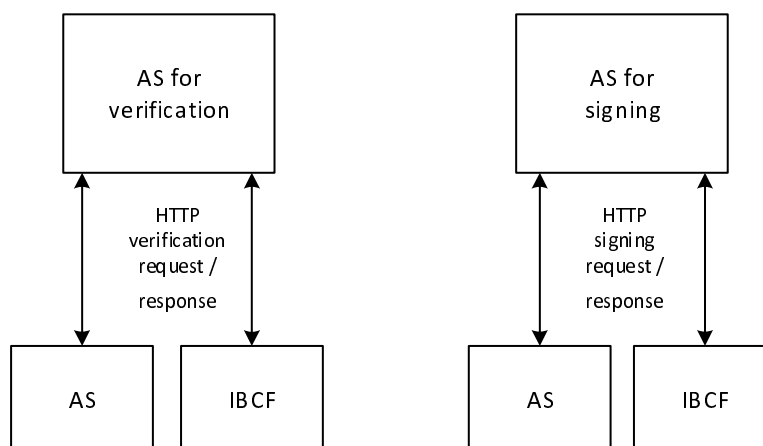 AS for
verification
AS for
signing
HTTP
verification
request /
response
HTTP
signing
request /
response
AS
IBCF
AS
IBCF